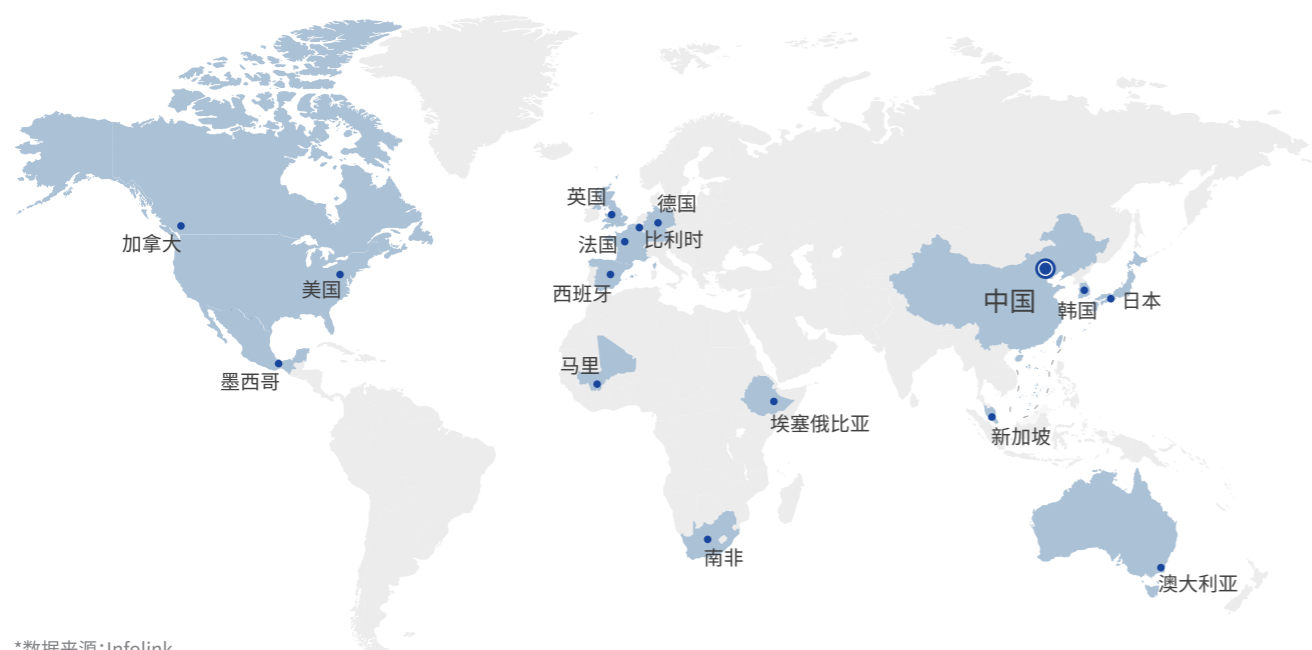 英国
德国
加拿大
法国
比利时
美国
西班牙
中国
韩国
日本
墨西哥
马里
埃塞俄比亚
新加坡
南非
澳大利亚
*数据来源:Infolink